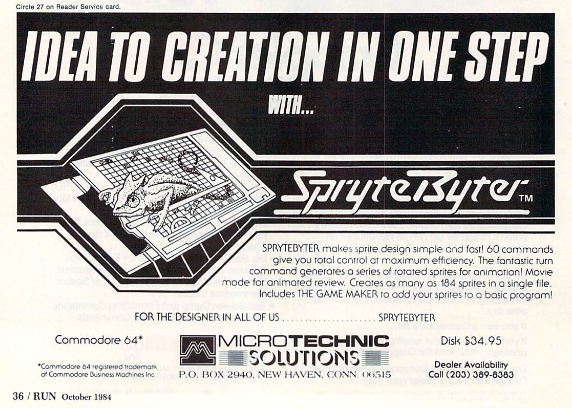 Circle 27 on Reader Service card.
IDEA TO CREATION IN ONE STEP
WITH...
SpryteByter TM
SPRYTEBYTER makes sprite design simple and fast! 60 commands
give you total control at maximum efficiency. The fantastic turn
command generates a series of rotated sprites for animation! Movie
mode for animated review. Creates as many as 184 sprites in a single file.
Includes THE GAME MAKER to add your sprites to a basic program!
FOR THE DESIGNER IN ALL OF US . . . . . . . . . . . . . . . . . . . . SPRYTEBYTER
Commodore 64*
MICROTECHNIC
SOLUTIONS
Disk $34.95
*Commodore 64 registered trademark
of Commodore Business Machines Inc.
P.O. BOX 2940, NEW HAVEN, CONN. 06515
Dealer Availability
Call (203) 389-8383
36 / RUN October 1984